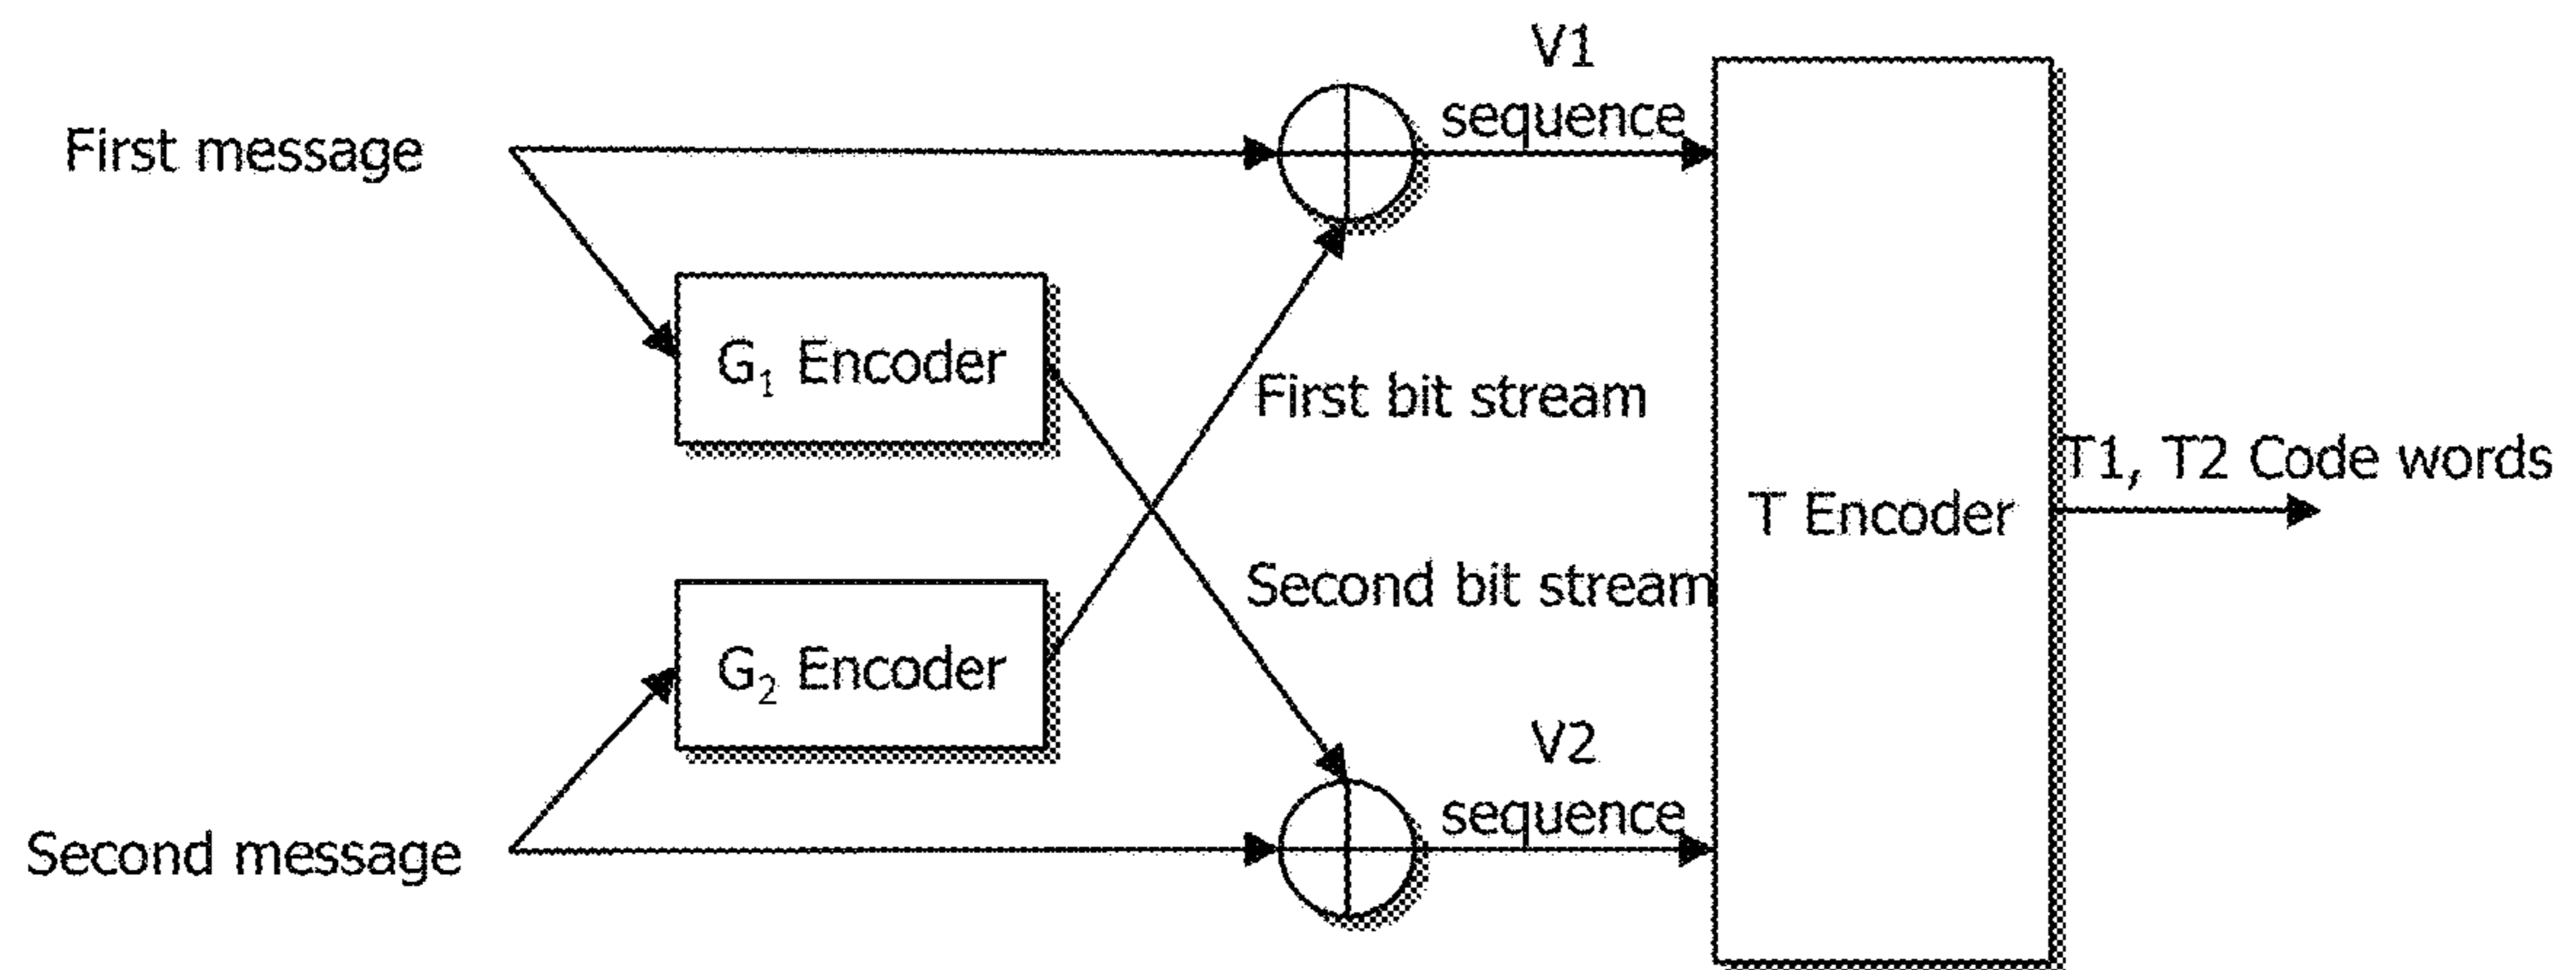 V1
sequence
First message
G₁ Encoder
First bit stream
T1, T2 Code words
T Encoder
Second bit stream
G₂ Encoder
V2
sequence
Second message